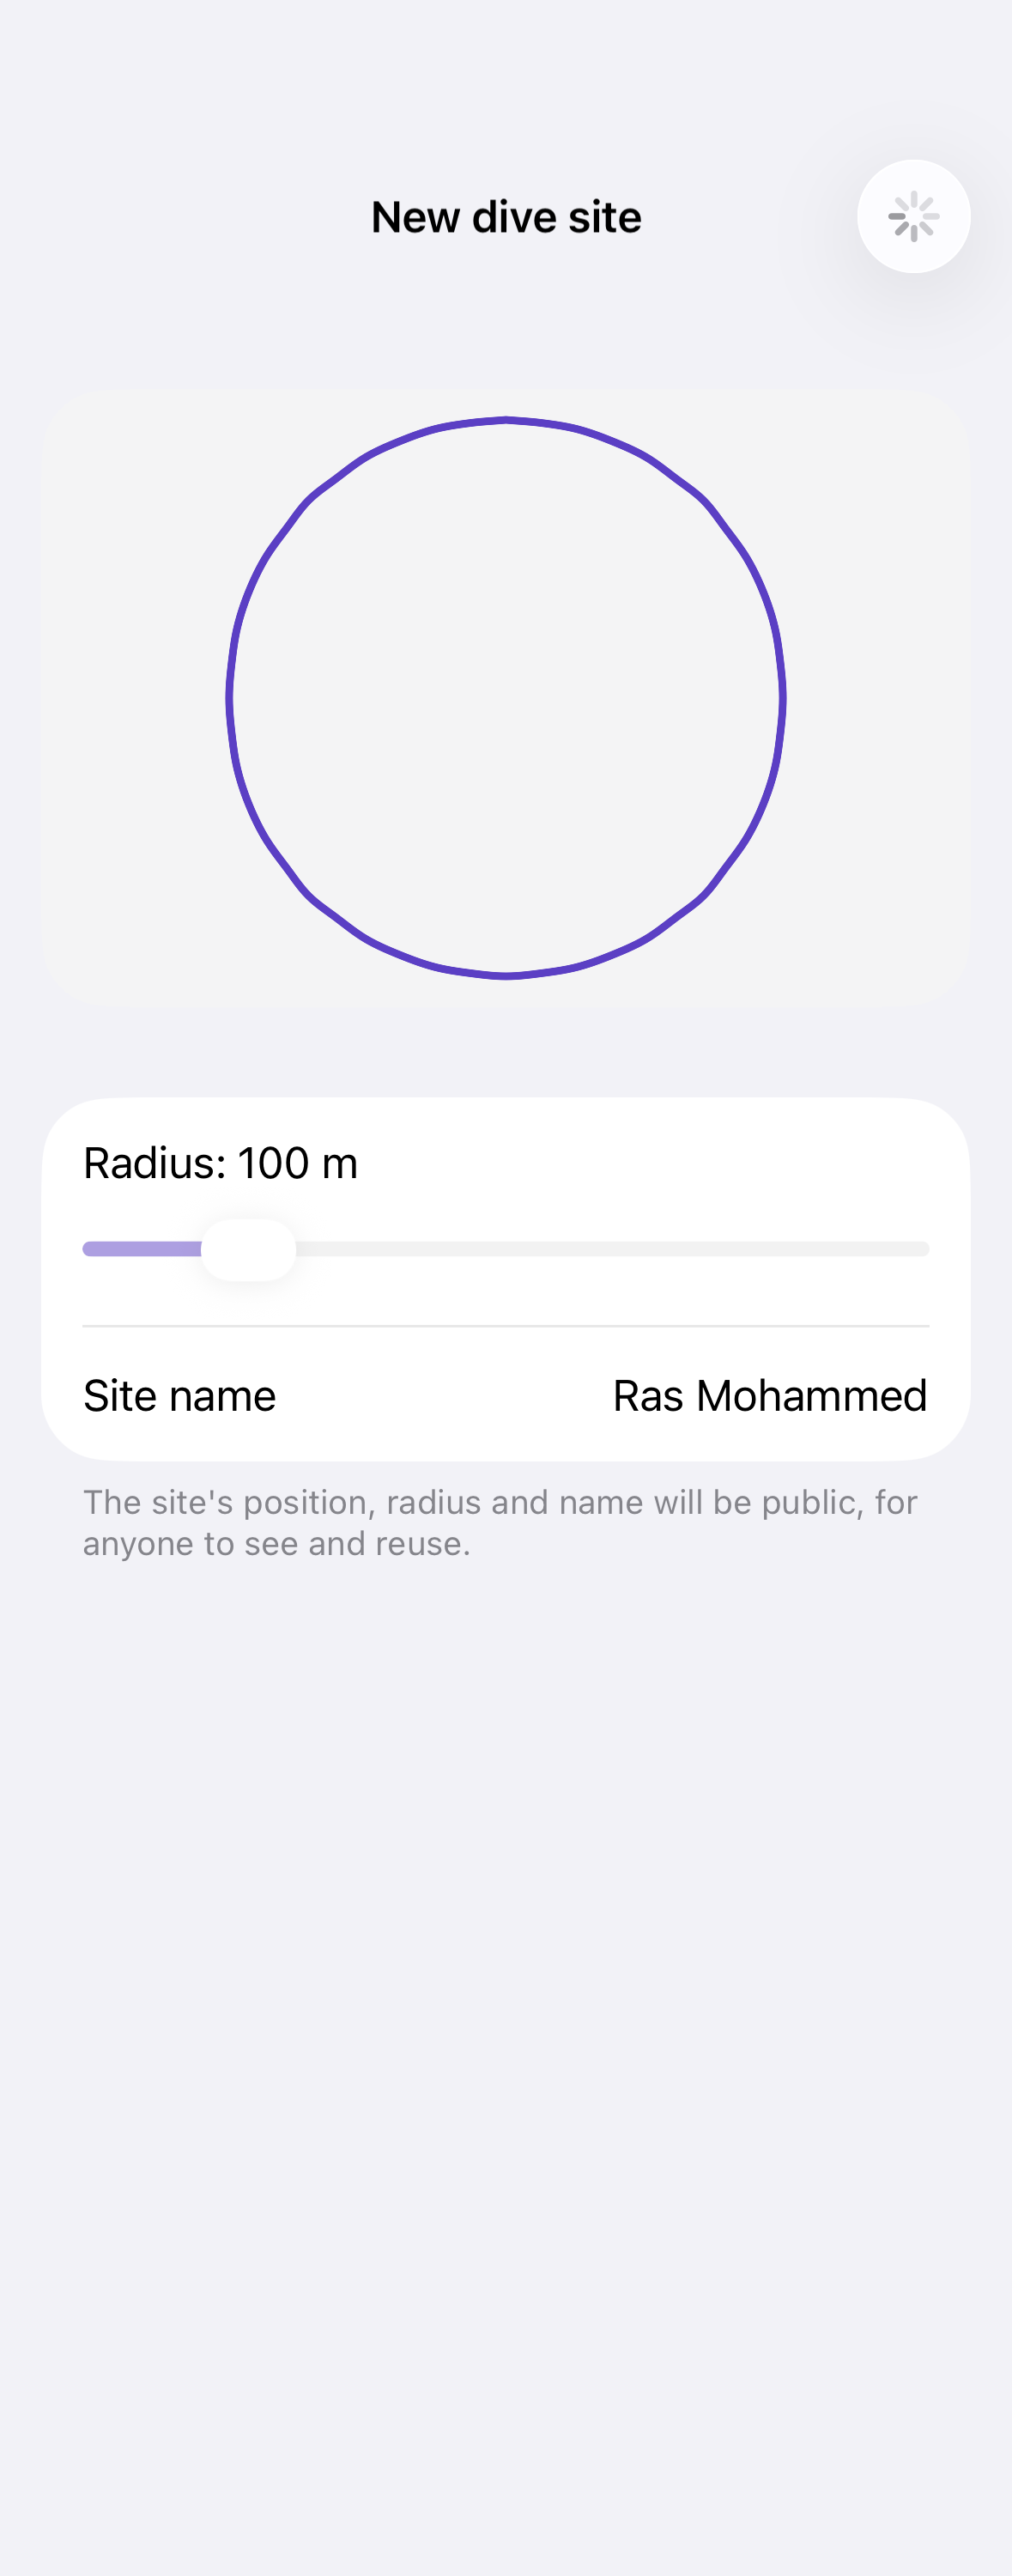 New dive site
Radius: 100 m
Site name Ras Mohammed
The site's position, radius and name will be public, for
anyone to see and reuse.